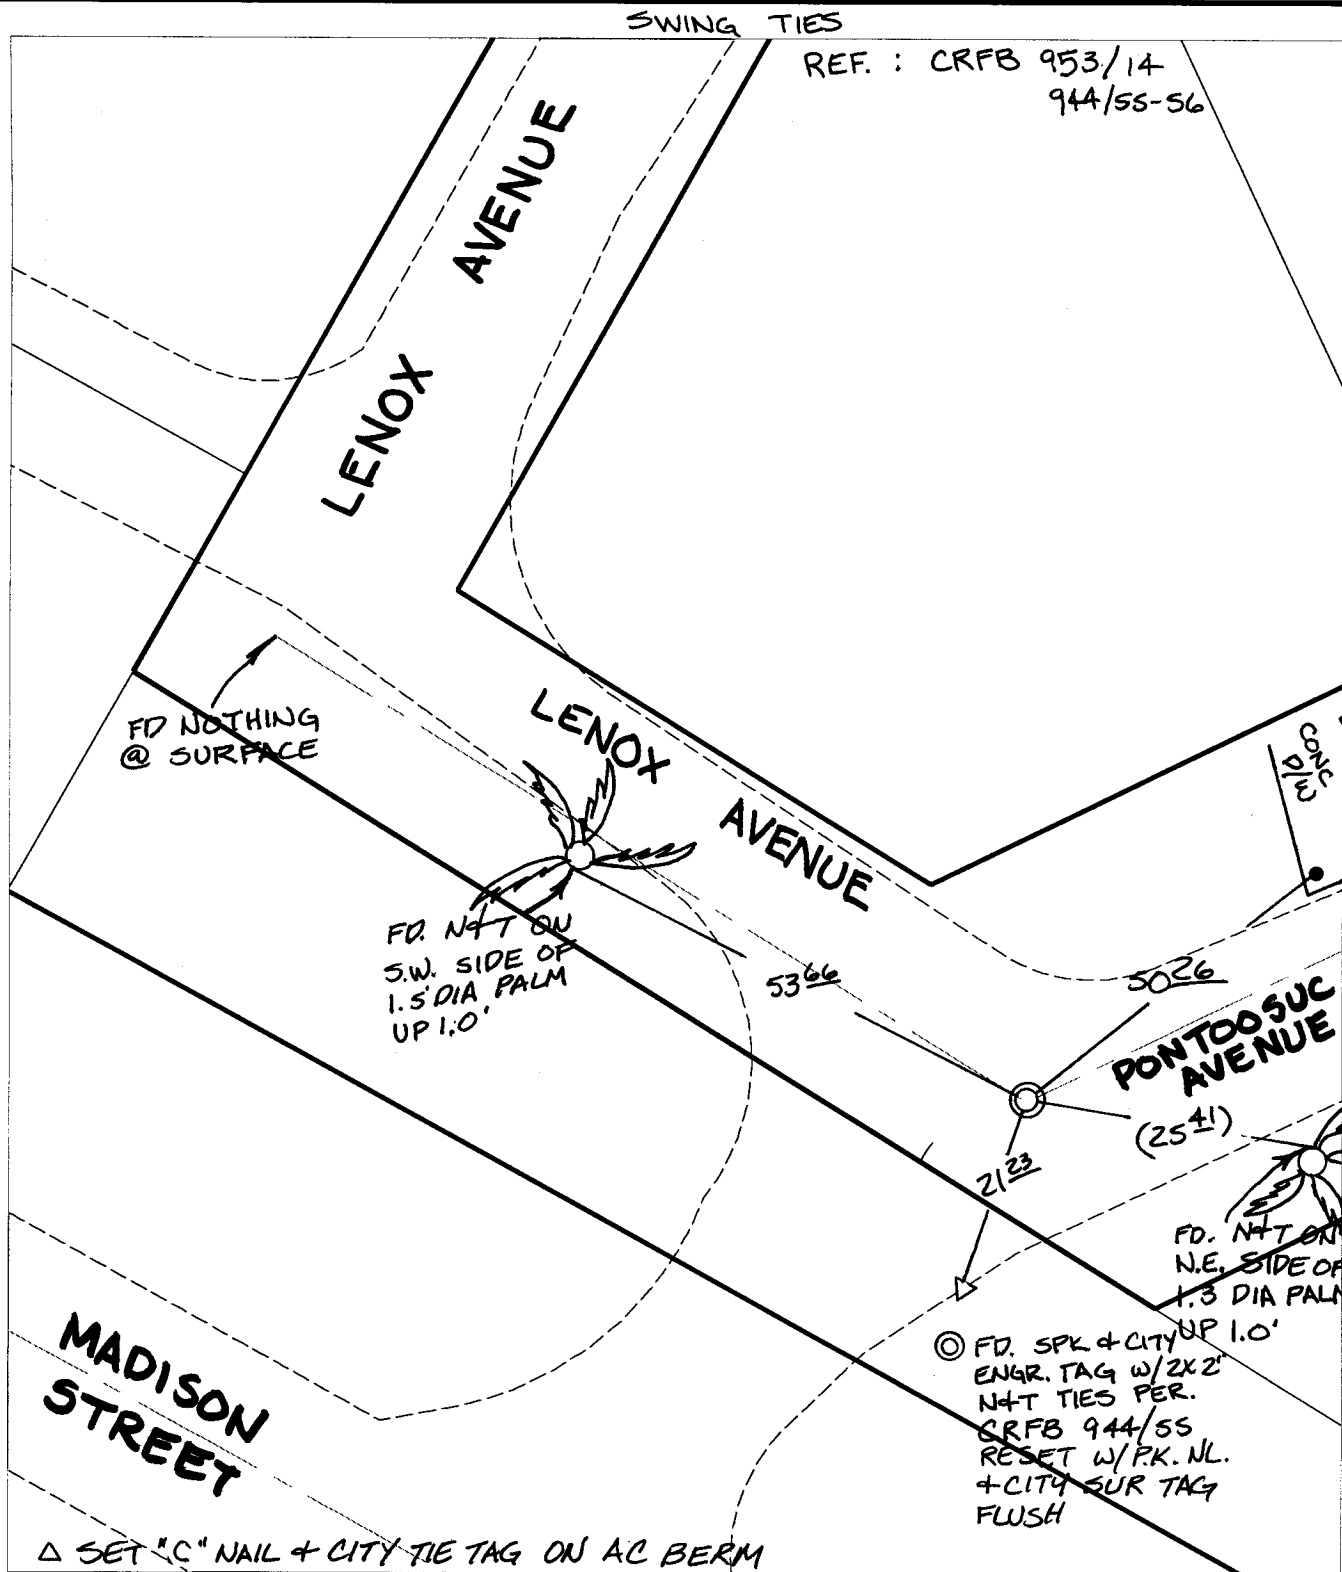 SWING TIES
REF. : CRFB 953/14
944/55-56
LENOX AVENUE
FD NOTHING
@ SURFACE
LENOX AVENUE
CONC
D/W
FD. N&T ON
S.W. SIDE OF
1.5' DIA PALM
UP 1.0'
53 66
50 26
PONTOOSUC
AVENUE
(25 41)
21 23
FD. N&T ON
N.E. SIDE OF
1.3 DIA PALM
UP 1.0'
FD. SPK & CITY
ENGR. TAG W/2X2"
N&T TIES PER.
CRFB 944/55
RESET W/P.K. NL.
& CITY SUR TAG
FLUSH
MADISON
STREET
△ SET "C" NAIL & CITY TIE TAG ON AC BERM